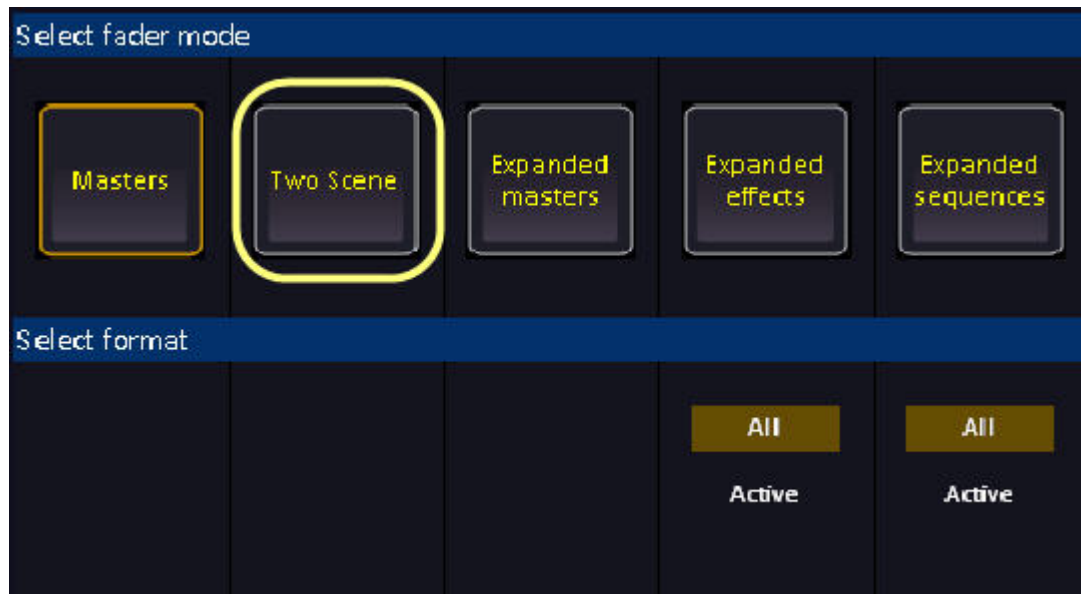 Select fader mode
Masters
Two Scene
Expanded
masters
Expanded
effects
Expanded
sequences
Select format
All
All
Active
Active